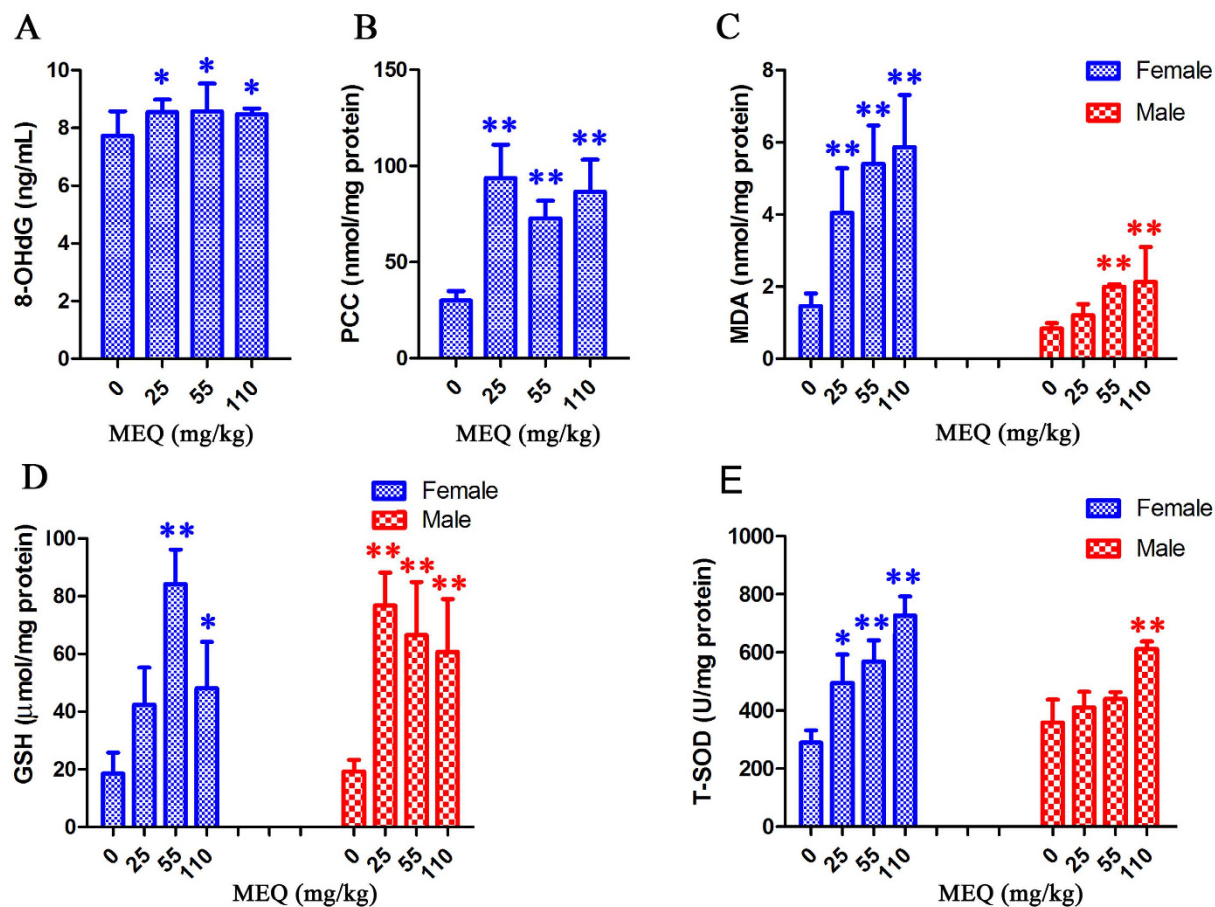 A
8-OHdG (ng/mL)
10
8
6
4
2
0
* * *
0 25 55 110
MEQ (mg/kg)
B
PCC (nmol/mg protein)
150
100
50
0
** ** **
0 25 55 110
MEQ (mg/kg)
C
MDA (nmol/mg protein)
8
6
4
2
0
Female
Male
** ** **
** **
0 25 55 110 0 25 55 110
MEQ (mg/kg)
D
GSH (μmol/mg protein)
100
80
60
40
20
0
Female
Male
** *
** ** **
0 25 55 110 0 25 55 110
MEQ (mg/kg)
E
T-SOD (U/mg protein)
1000
800
600
400
200
0
Female
Male
* ** **
**
0 25 55 110 0 25 55 110
MEQ (mg/kg)